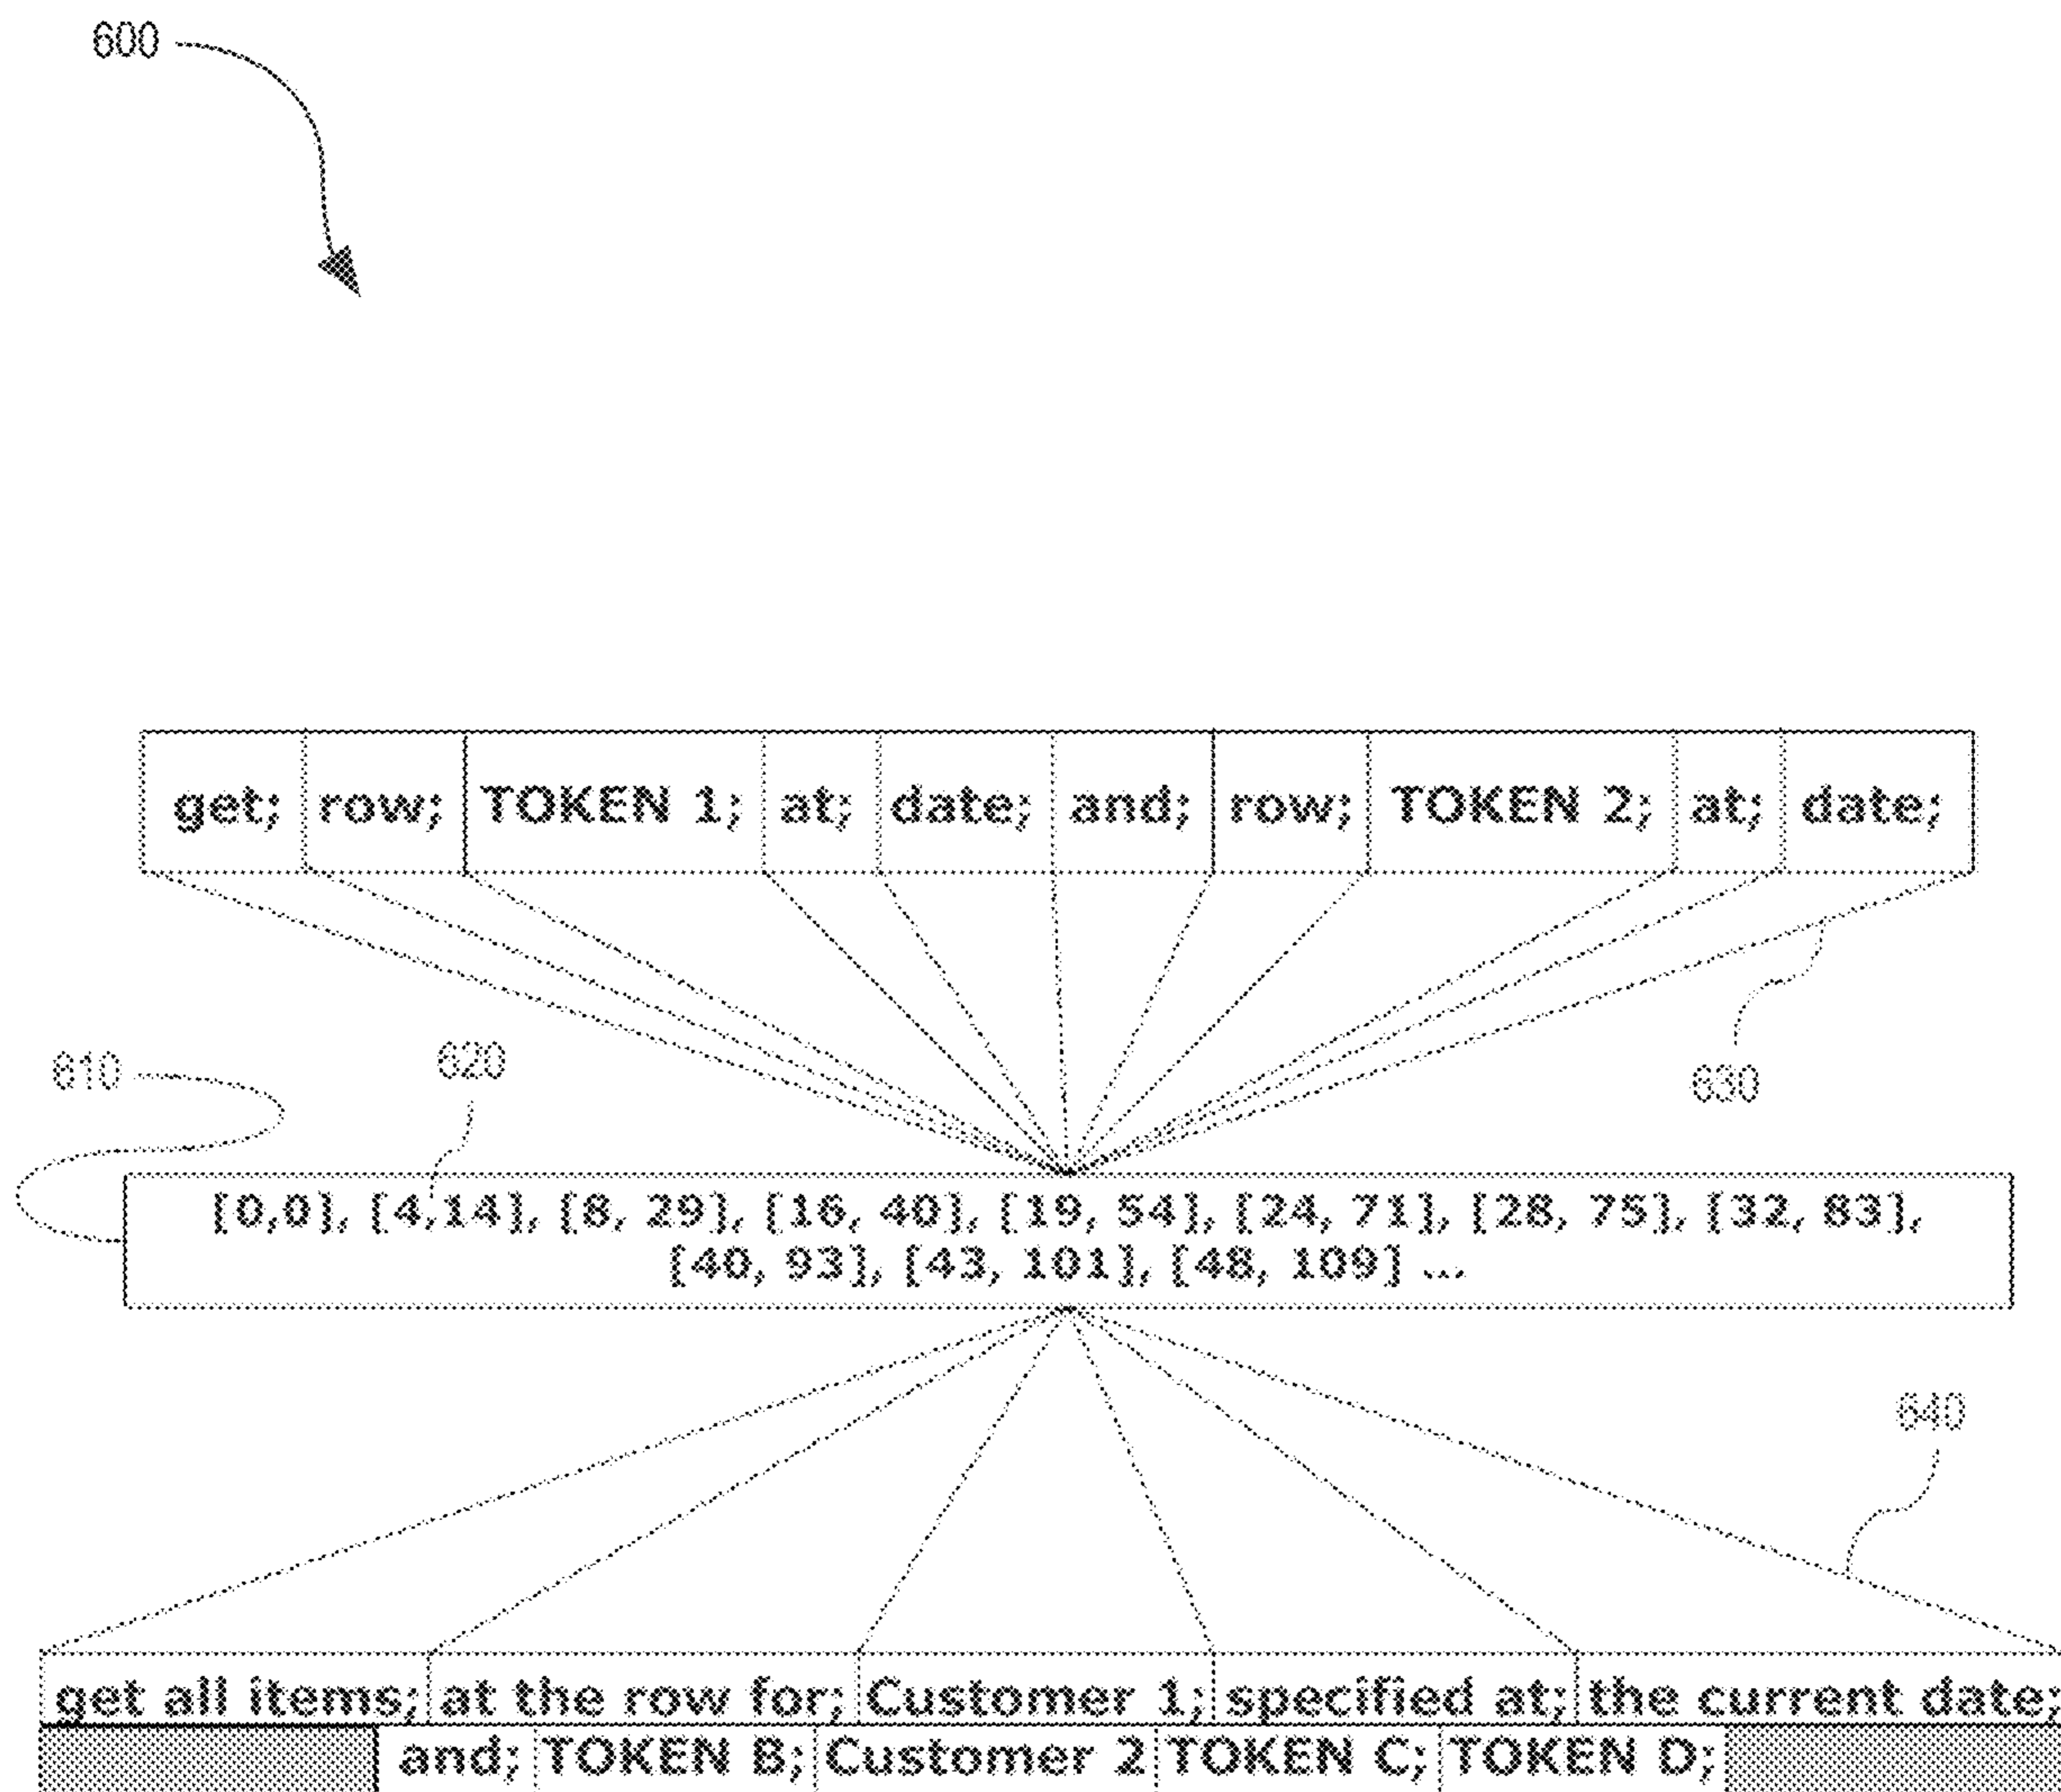 600
get; row; TOKEN 1; at; date; and; row; TOKEN 2; at; date;
610
620
630
[0,0], [4,14], [8, 29], [16, 40], [19, 54], [24, 71], [28, 75], [32, 83],
[40, 93], [43, 101], [48, 109] ...
640
get all items; at the row for; Customer 1; specified at; the current date;
and; TOKEN B; Customer 2 TOKEN C; TOKEN D;